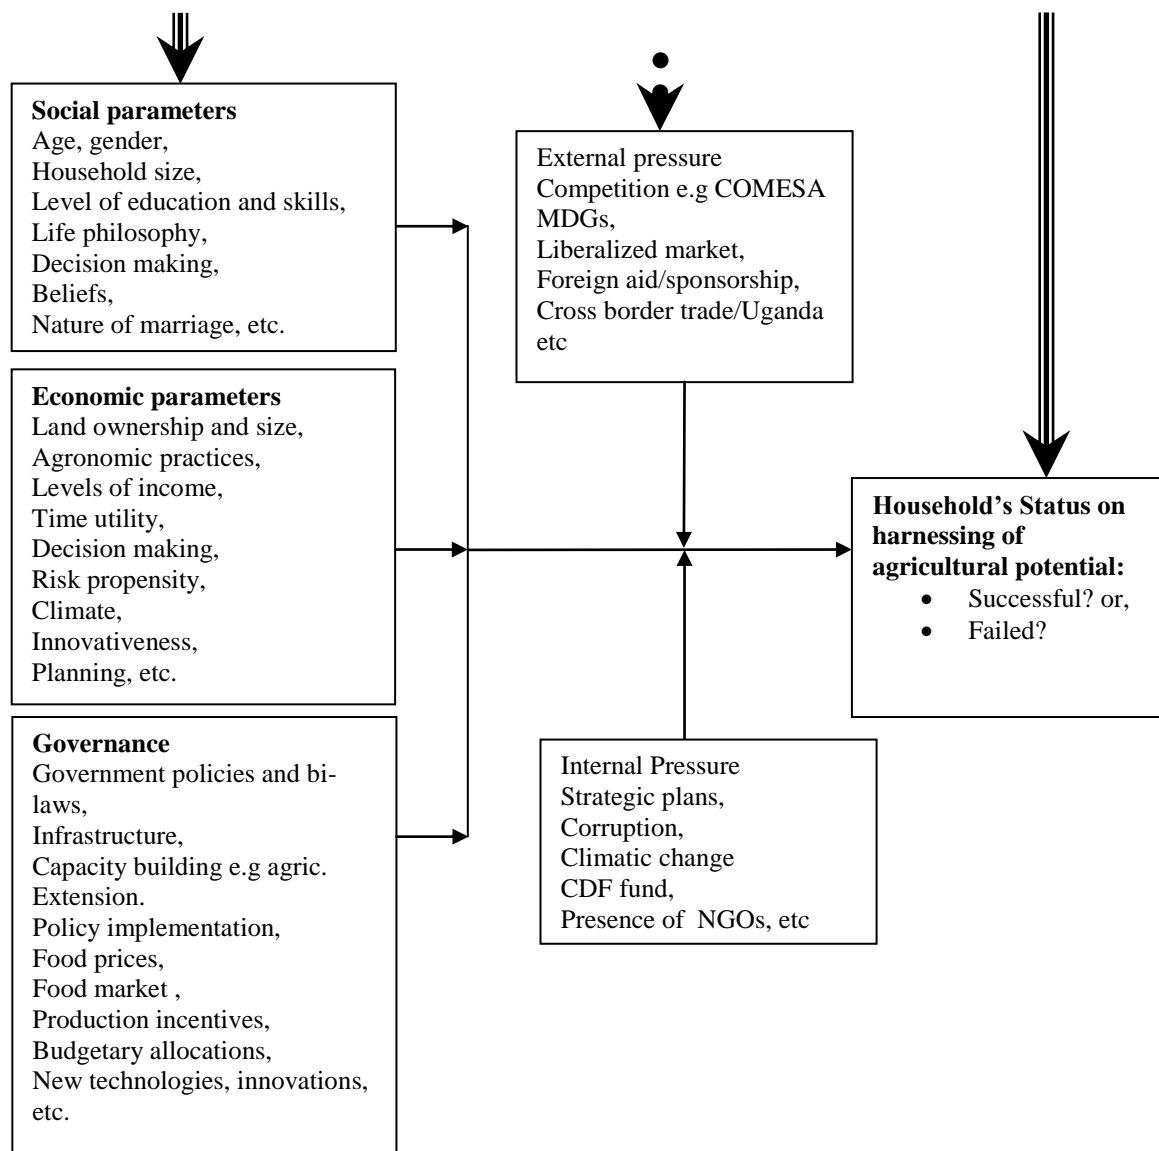 Social parameters
Age, gender,
Household size,
Level of education and skills,
Life philosophy,
Decision making,
Beliefs,
Nature of marriage, etc.
Economic parameters
Land ownership and size,
Agronomic practices,
Levels of income,
Time utility,
Decision making,
Risk propensity,
Climate,
Innovativeness,
Planning, etc.
Governance
Government policies and bi-
laws,
Infrastructure,
Capacity building e.g agric.
Extension.
Policy implementation,
Food prices,
Food market ,
Production incentives,
Budgetary allocations,
New technologies, innovations,
etc.
External pressure
Competition e.g COMESA
MDGs,
Liberalized market,
Foreign aid/sponsorship,
Cross border trade/Uganda
etc
Internal Pressure
Strategic plans,
Corruption,
Climatic change
CDF fund,
Presence of  NGOs, etc
Household’s Status on
harnessing of
agricultural potential:
• Successful? or,
• Failed?